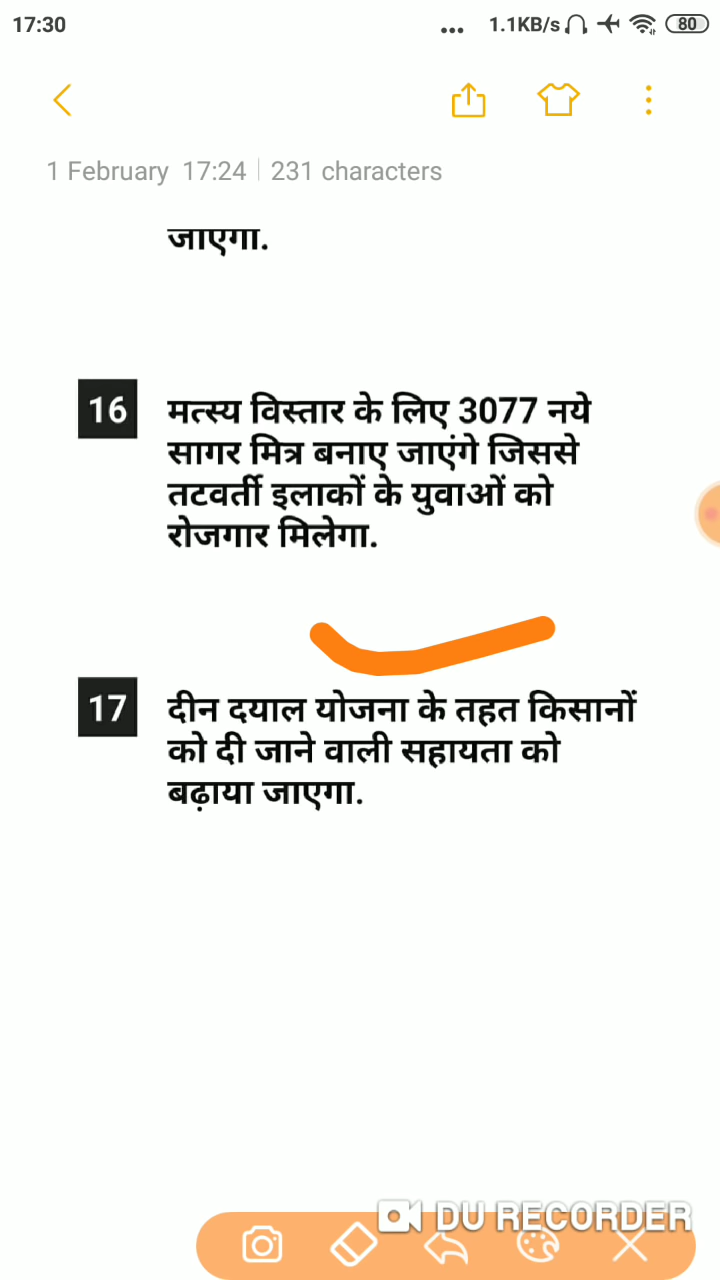 17:30 ... 1.1KB/s 80
1 February 17:24 231 characters
जाएगा.
16 मत्स्य विस्तार के लिए 3077 नये
सागर मित्र बनाए जाएंगे जिससे
तटवर्ती इलाकों के युवाओं को
रोजगार मिलेगा.
17 दीन दयाल योजना के तहत किसानों
को दी जाने वाली सहायता को
बढ़ाया जाएगा.
DU RECORDER